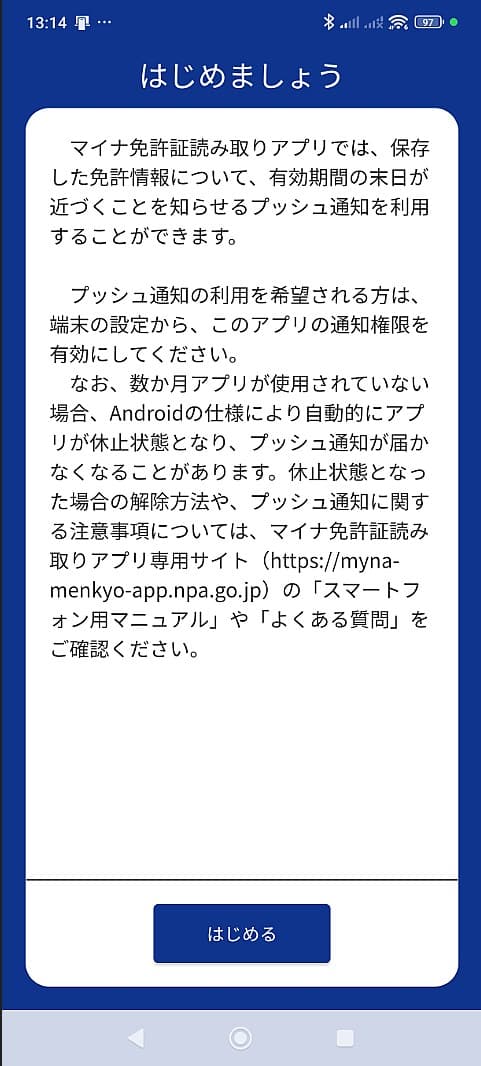 13:14
97
はじめましょう
マイナ免許証読み取りアプリでは、保存
した免許情報について、有効期間の末日が
近づくことを知らせるプッシュ通知を利用
することができます。
プッシュ通知の利用を希望される方は、
端末の設定から、このアプリの通知権限を
有効にしてください。
なお、数か月アプリが使用されていない
場合、Androidの仕様により自動的にアプ
リが休止状態となり、プッシュ通知が届か
なくなることがあります。休止状態となっ
た場合の解除方法や、プッシュ通知に関す
る注意事項については、マイナ免許証読み
取りアプリ専用サイト（https://myna-
menkyo-app.npa.go.jp）の「スマートフ
ォン用マニュアル」や「よくある質問」を
ご確認ください。
はじめる